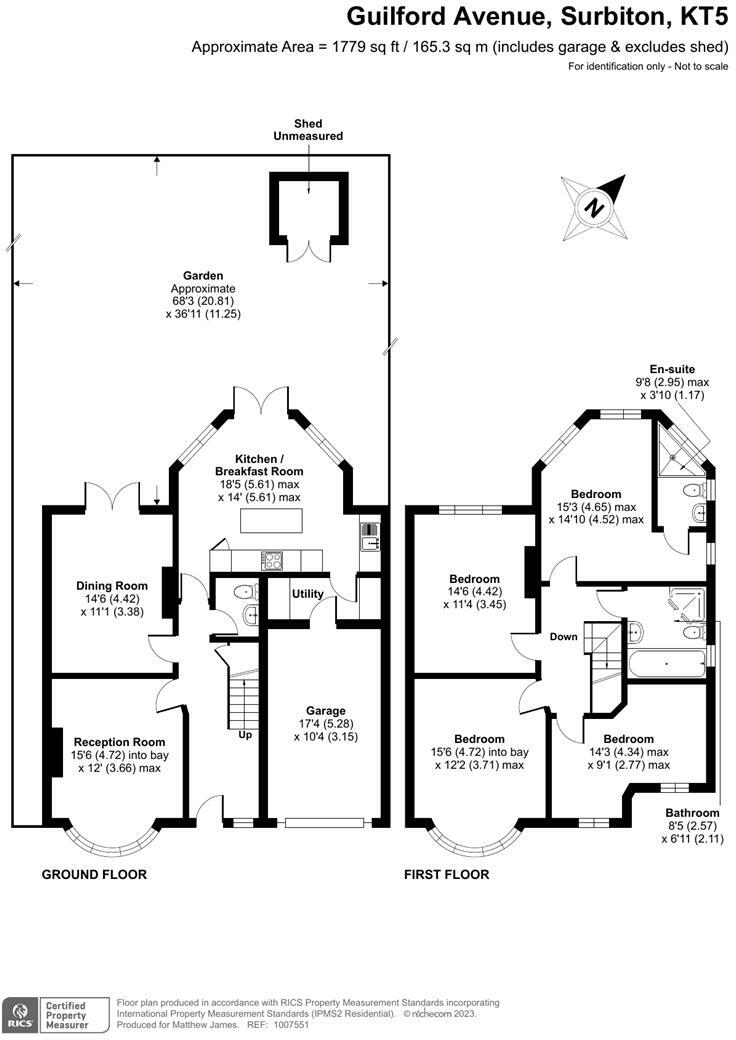 Guilford Avenue, Surbiton, KT5
Approximate Area = 1779 sq ft / 165.3 sq m (includes garage & excludes shed)
For identification only - Not to scale
Shed
Unmeasured
N
Garden
Approximate
68'3 (20.81)
x 36'11 (11.25)
Kitchen /
Breakfast Room
18'5 (5.61) max
x 14' (5.61) max
Dining Room
14'6 (4.42)
x 11'1 (3.38)
Utility
Reception Room
15'6 (4.72) into bay
x 12' (3.66) max
Up
Garage
17'4 (5.28)
x 10'4 (3.15)
GROUND FLOOR
En-suite
9'8 (2.95) max
x 3'10 (1.17)
Bedroom
15'3 (4.65) max
x 14'10 (4.52) max
Bedroom
14'6 (4.42)
x 11'4 (3.45)
Down
Bedroom
15'6 (4.72) into bay
x 12'2 (3.71) max
Bedroom
14'3 (4.34) max
x 9'1 (2.77) max
Bathroom
8'5 (2.57)
x 6'11 (2.11)
FIRST FLOOR
RICS
Certified
Property
Measurer
Floor plan produced in accordance with RICS Property Measurement Standards incorporating
International Property Measurement Standards (IPMS2 Residential). © nichecom 2023.
Produced for Matthew James. REF: 1007551